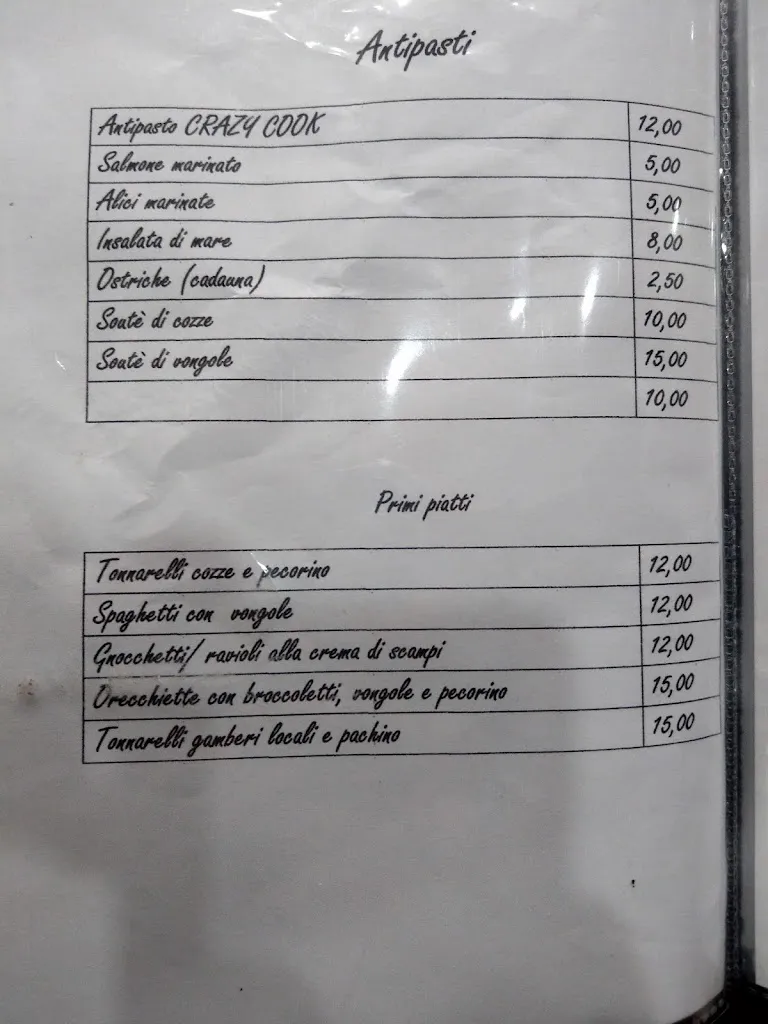 Antipasti
Antipasto CRAZY COOK 12,00
Salmone marinato 5,00
Alici marinate 5,00
Insalata di mare 8,00
Ostriche (cadauna) 2,50
Soutè di cozze 10,00
Soutè di vongole 15,00
10,00
Primi piatti
Tonnarelli cozze e pecorino 12,00
Spaghetti con vongole 12,00
Gnocchetti/ ravioli alla crema di scampi 12,00
Orecchiette con broccoletti, vongole e pecorino 15,00
Tonnarelli gamberi locali e pachino 15,00